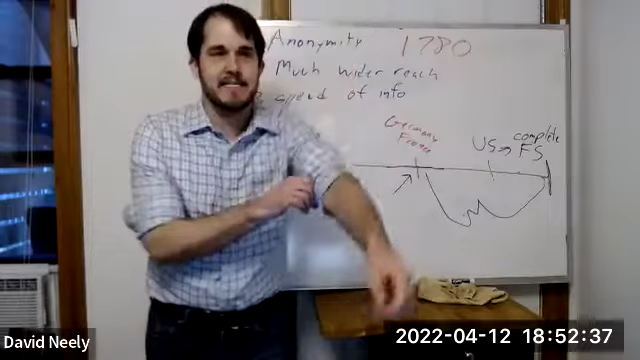 Anonymity 1780
Much wider reach
speed of info
Germany
France
US → complete
FS
David Neely
2022-04-12 18:52:37